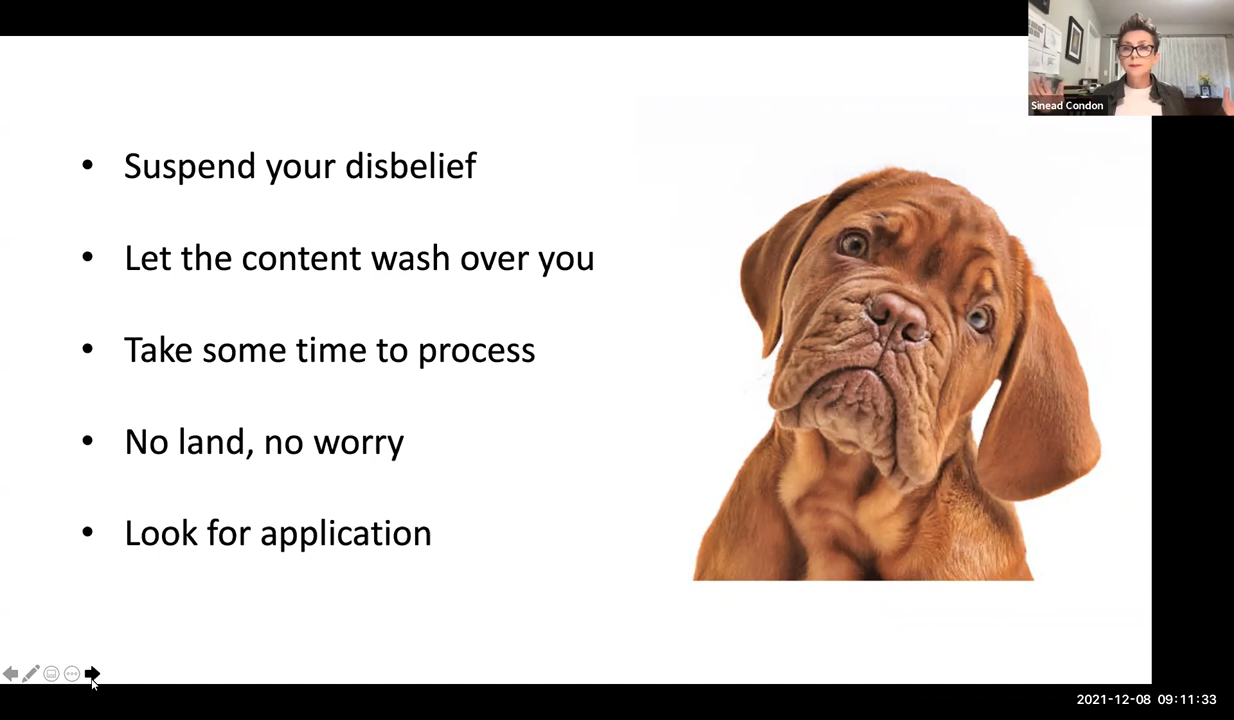 Sinead Condon
• Suspend your disbelief
• Let the content wash over you
• Take some time to process
• No land, no worry
• Look for application
2021-12-08 09:11:33